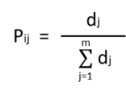 Pij = dj / m∑j=1 dj